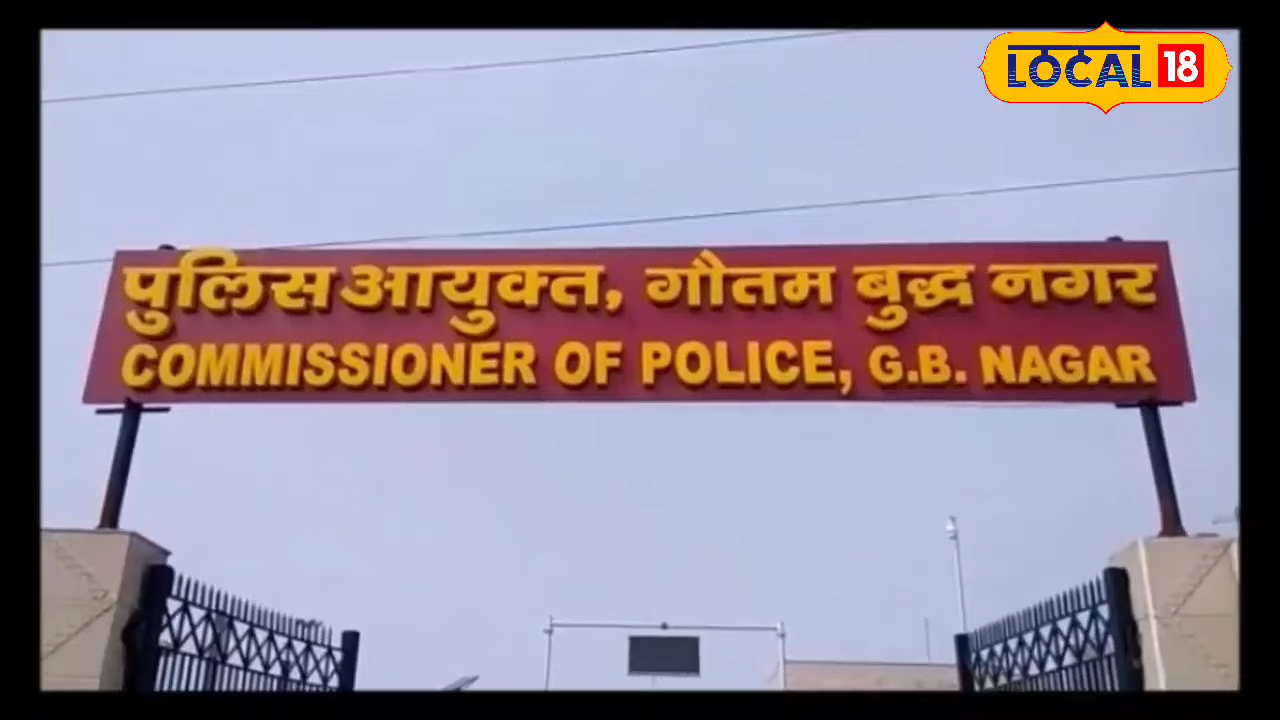 LOCAL 18
पुलिस आयुक्त, गौतम बुद्ध नगर
COMMISSIONER OF POLICE, G.B. NAGAR